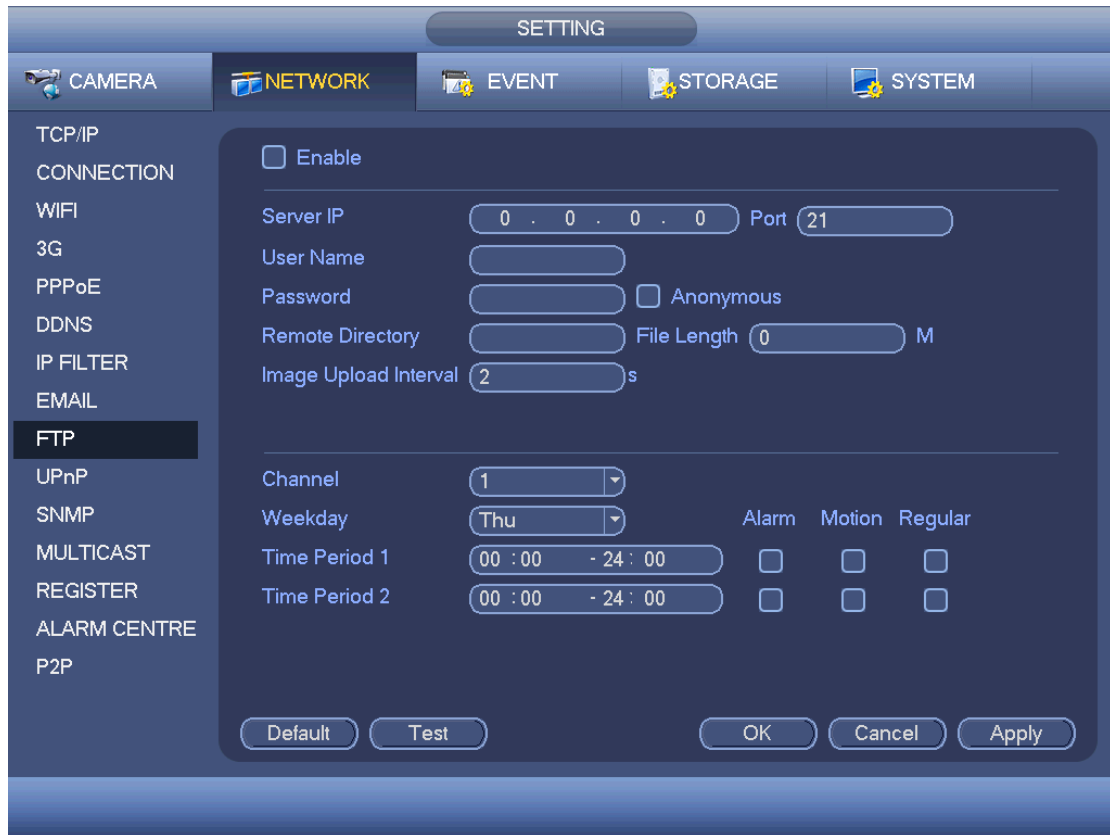 SETTING
CAMERA NETWORK EVENT STORAGE SYSTEM
TCP/IP
CONNECTION
WIFI
3G
PPPoE
DDNS
IP FILTER
EMAIL
FTP
UPnP
SNMP
MULTICAST
REGISTER
ALARM CENTRE
P2P
Enable
Server IP 0 . 0 . 0 . 0 Port 21
User Name
Password Anonymous
Remote Directory File Length 0 M
Image Upload Interval 2 s
Channel 1
Weekday Thu Alarm Motion Regular
Time Period 1 00 :00 - 24 : 00
Time Period 2 00 :00 - 24 : 00
Default Test OK Cancel Apply